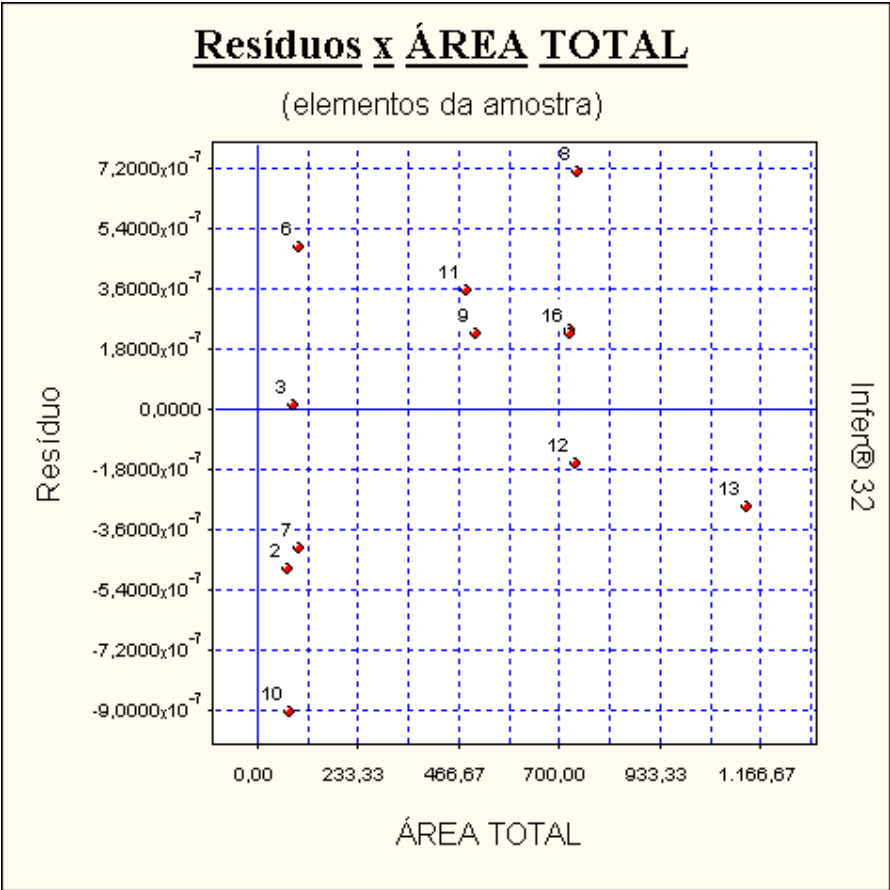 Resíduos x ÁREA TOTAL
(elementos da amostra)
8
7,2000x10⁻⁷
6
5,4000x10⁻⁷
11
3,6000x10⁻⁷
9
16
1,8000x10⁻⁷
3
0,0000
12
-1,8000x10⁻⁷
13
7
-3,6000x10⁻⁷
2
-5,4000x10⁻⁷
-7,2000x10⁻⁷
10
-9,0000x10⁻⁷
0,00 233,33 466,67 700,00 933,33 1.166,67
Resíduo
ÁREA TOTAL
Infer® 32